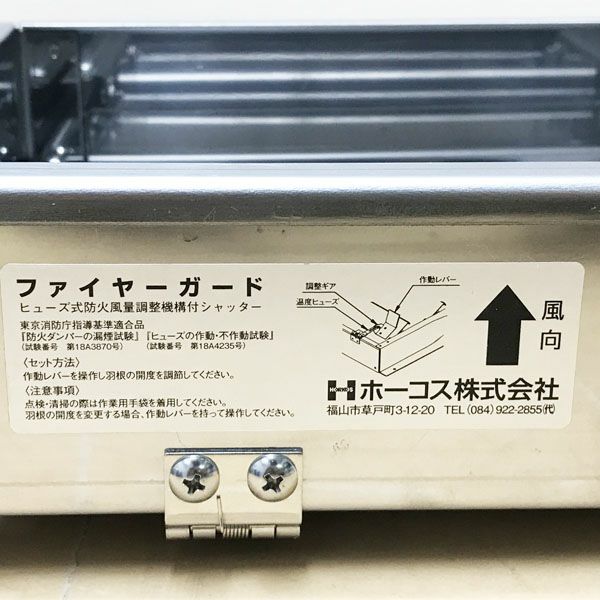 ファイヤーガード
ヒューズ式防火風量調整機構付シャッター
東京消防庁指導基準適合品
『防火ダンパーの漏煙試験』『ヒューズの作動・不作動試験』
(試験番号 第18A3870号) (試験番号 第18A4235号)
〈セット方法〉
作動レバーを操作し羽根の開度を調節してください。
〈注意事項〉
点検・清掃の際は作業用手袋を着用してください。
羽根の開度を変更する場合、作動レバーを持って操作してください。
調整ギア
作動レバー
温度ヒューズ
風向
HORKOS
ホーコス株式会社
福山市草戸町3-12-20 TEL(084)922-2855(代)